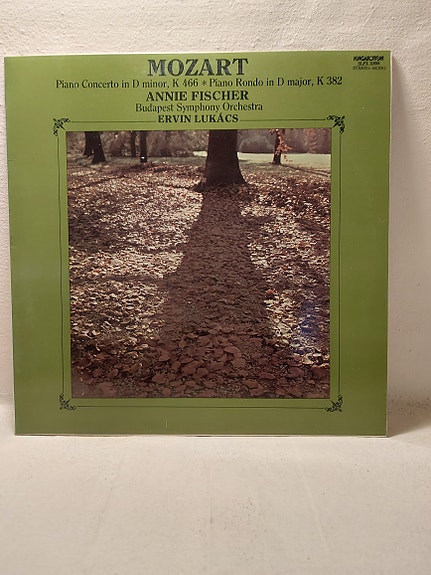 MOZART
Piano Concerto in D minor, K 466 * Piano Rondo in D major, K 382
ANNIE FISCHER
Budapest Symphony Orchestra
ERVIN LUKÁCS
HUNGAROTON